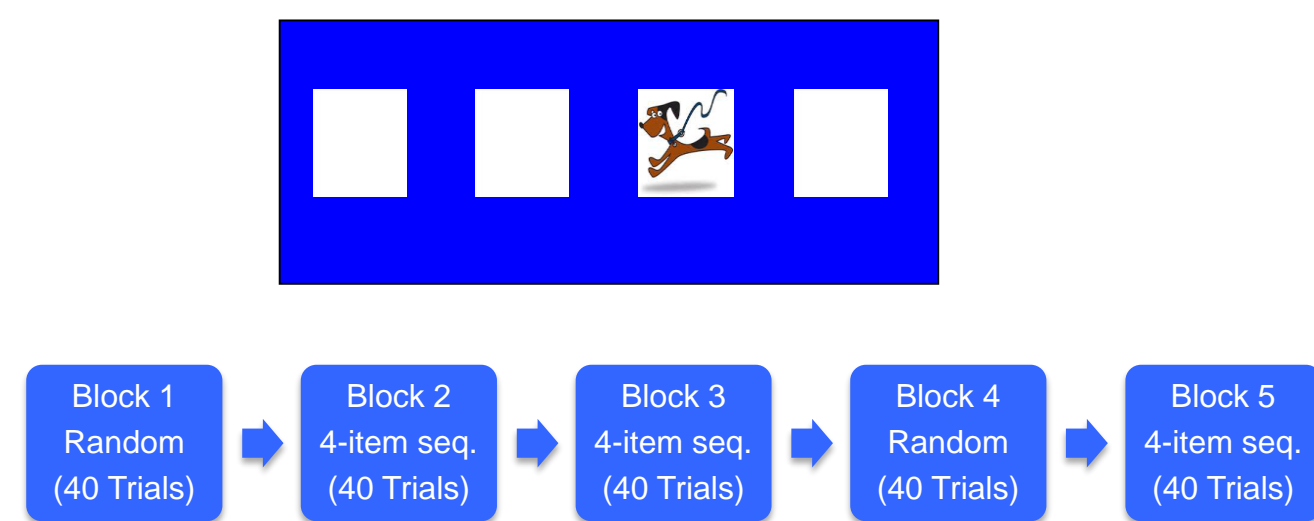 Block 1
Random
(40 Trials)
Block 2
4-item seq.
(40 Trials)
Block 3
4-item seq.
(40 Trials)
Block 4
Random
(40 Trials)
Block 5
4-item seq.
(40 Trials)